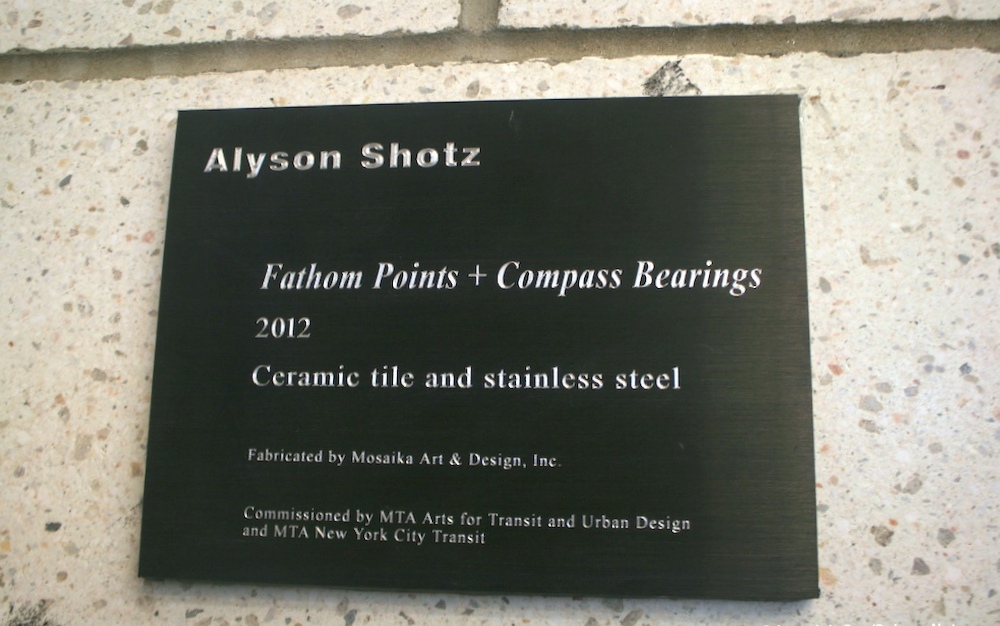 Alyson Shotz
Fathom Points + Compass Bearings
2012
Ceramic tile and stainless steel
Fabricated by Mosaika Art & Design, Inc.
Commissioned by MTA Arts for Transit and Urban Design
and MTA New York City Transit